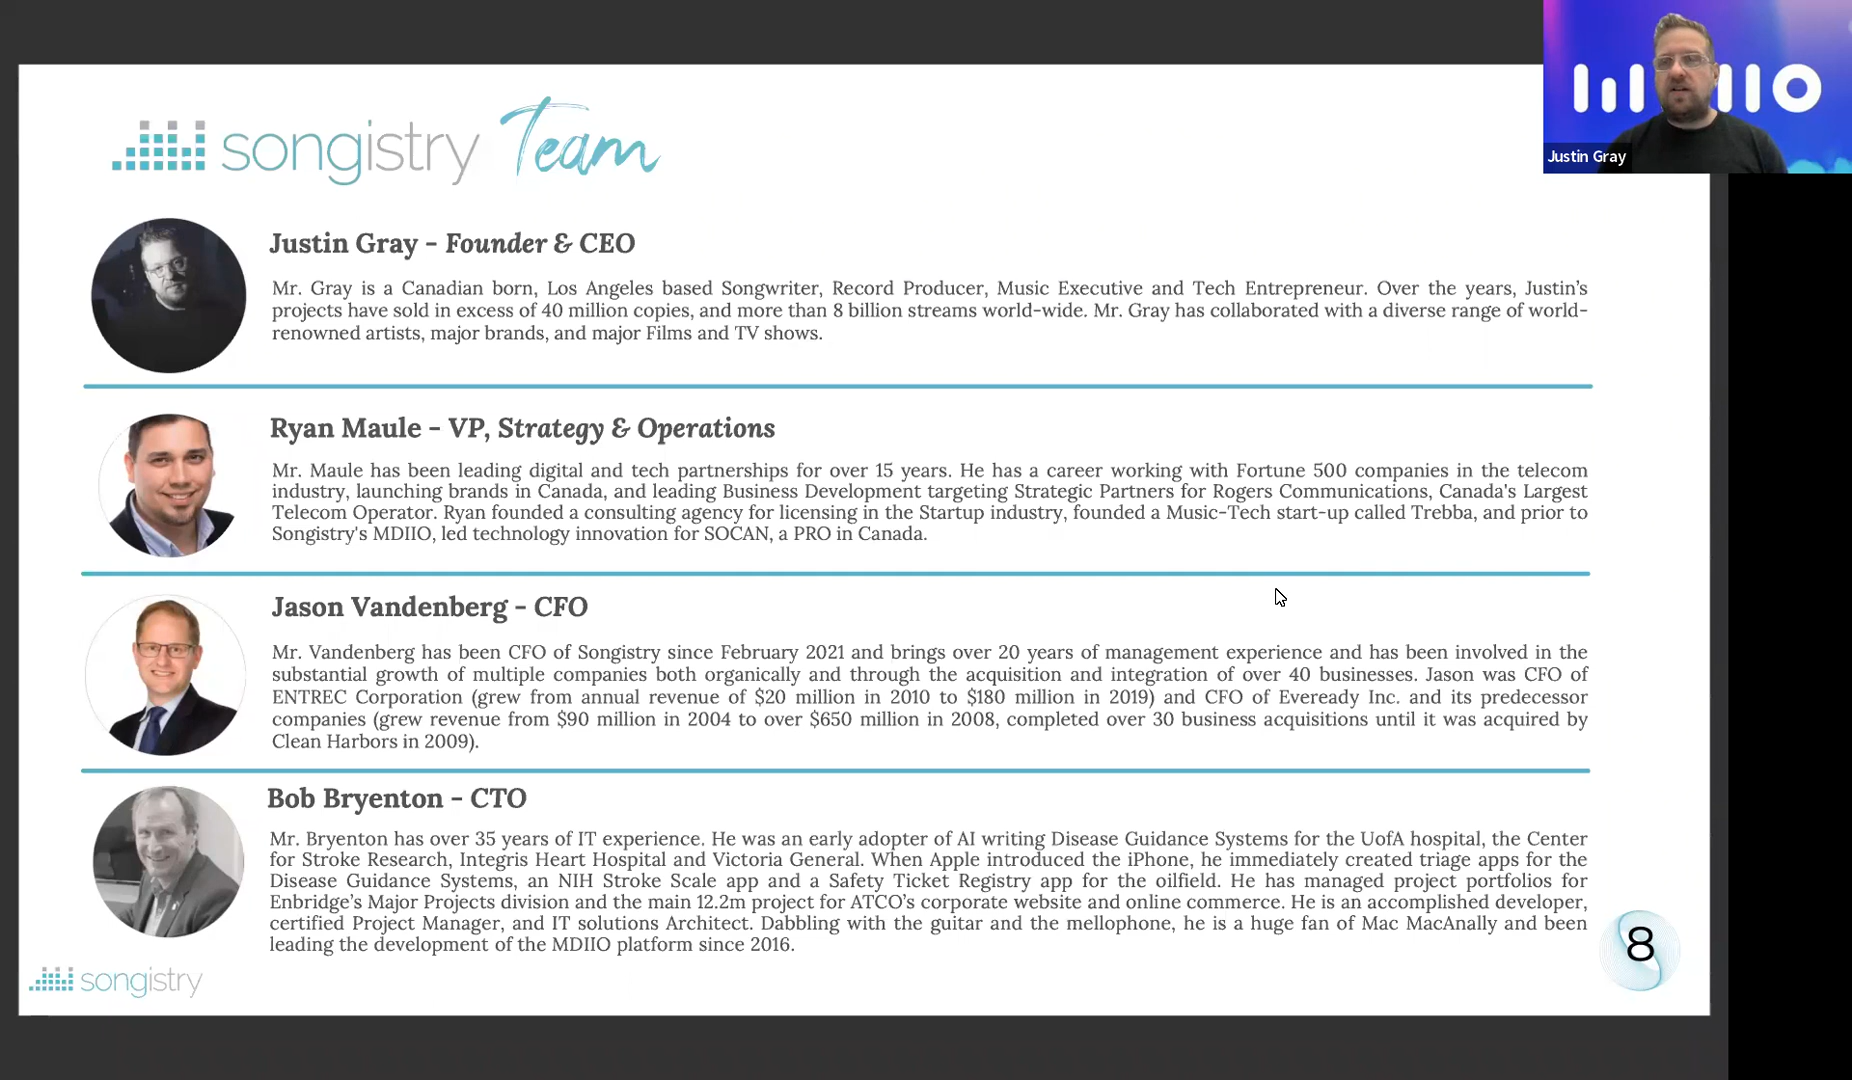 songistry Team
Justin Gray
Justin Gray - Founder & CEO
Mr. Gray is a Canadian born, Los Angeles based Songwriter, Record Producer, Music Executive and Tech Entrepreneur. Over the years, Justin's
projects have sold in excess of 40 million copies, and more than 8 billion streams world-wide. Mr. Gray has collaborated with a diverse range of world-
renowned artists, major brands, and major Films and TV shows.
Ryan Maule - VP, Strategy & Operations
Mr. Maule has been leading digital and tech partnerships for over 15 years. He has a career working with Fortune 500 companies in the telecom
industry, launching brands in Canada, and leading Business Development targeting Strategic Partners for Rogers Communications, Canada's Largest
Telecom Operator. Ryan founded a consulting agency for licensing in the Startup industry, founded a Music-Tech start-up called Trebba, and prior to
Songistry's MDIIO, led technology innovation for SOCAN, a PRO in Canada.
Jason Vandenberg - CFO
Mr. Vandenberg has been CFO of Songistry since February 2021 and brings over 20 years of management experience and has been involved in the
substantial growth of multiple companies both organically and through the acquisition and integration of over 40 businesses. Jason was CFO of
ENTREC Corporation (grew from annual revenue of $20 million in 2010 to $180 million in 2019) and CFO of Eveready Inc. and its predecessor
companies (grew revenue from $90 million in 2004 to over $650 million in 2008, completed over 30 business acquisitions until it was acquired by
Clean Harbors in 2009).
Bob Bryenton - CTO
Mr. Bryenton has over 35 years of IT experience. He was an early adopter of AI writing Disease Guidance Systems for the UofA hospital, the Center
for Stroke Research, Integris Heart Hospital and Victoria General. When Apple introduced the iPhone, he immediately created triage apps for the
Disease Guidance Systems, an NIH Stroke Scale app and a Safety Ticket Registry app for the oilfield. He has managed project portfolios for
Enbridge's Major Projects division and the main 12.2m project for ATCO's corporate website and online commerce. He is an accomplished developer,
certified Project Manager, and IT solutions Architect. Dabbling with the guitar and the mellophone, he is a huge fan of Mac MacAnally and been
leading the development of the MDIIO platform since 2016.
songistry
8